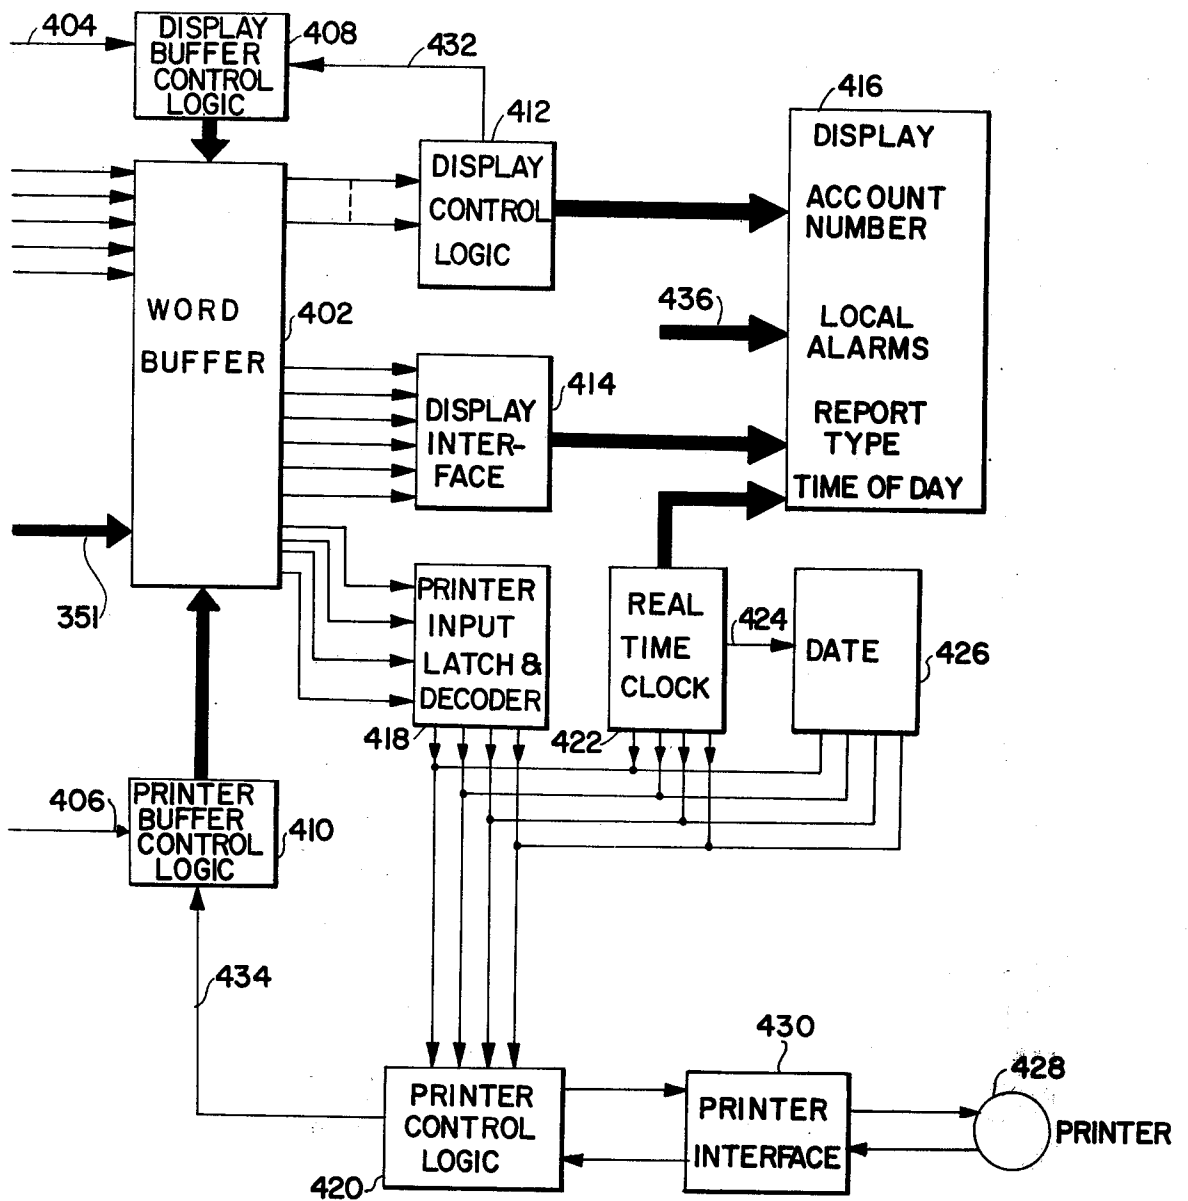 404
DISPLAY
BUFFER
CONTROL
LOGIC
408
432
412
416
DISPLAY
ACCOUNT
NUMBER
LOCAL
ALARMS
REPORT
TYPE
TIME OF DAY
DISPLAY
CONTROL
LOGIC
436
WORD
BUFFER
402
414
DISPLAY
INTER-
FACE
351
PRINTER
INPUT
LATCH &
DECODER
418
REAL
TIME
CLOCK
422
424
DATE
426
406
PRINTER
BUFFER
CONTROL
LOGIC
410
434
430
428
PRINTER
CONTROL
LOGIC
420
PRINTER
INTERFACE
PRINTER